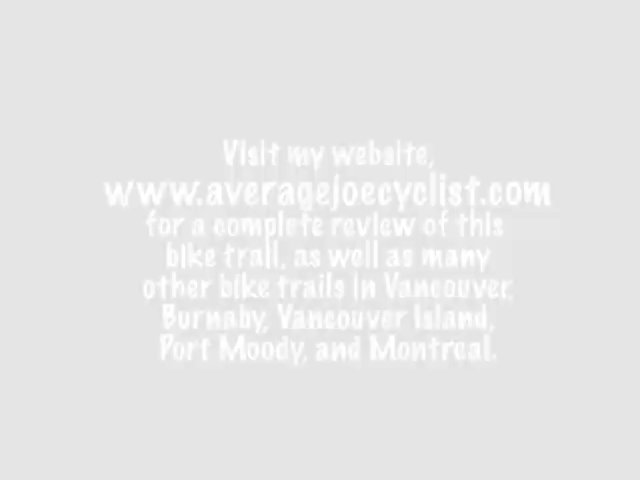 Visit my website,
www.averagejoecyclist.com
for a complete review of this
bike trail, as well as many
other bike trails in Vancouver,
Burnaby, Vancouver Island,
Port Moody, and Montreal.